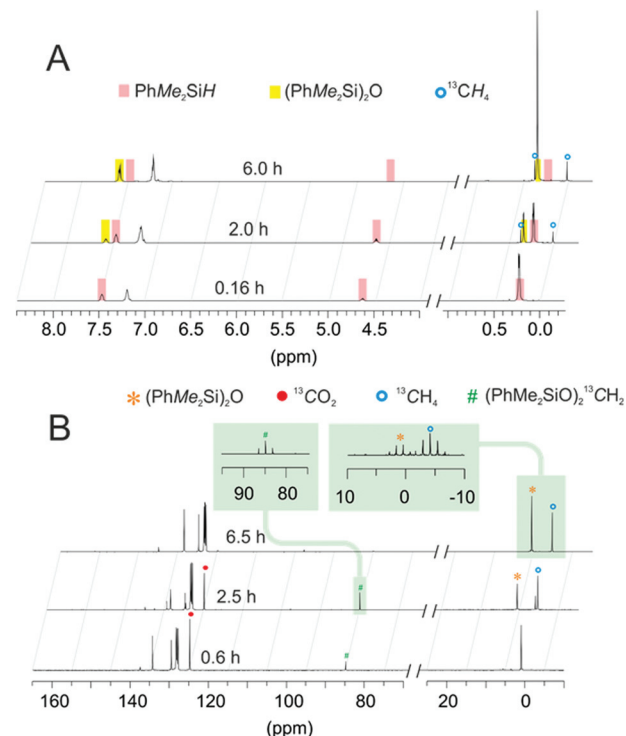 A
PhMe₂SiH (PhMe₂Si)₂O ¹³CH₄
6.0 h
2.0 h
0.16 h
8.0 7.5 7.0 6.5 6.0 5.5 5.0 4.5 0.5 0.0
(ppm)
(PhMe₂Si)₂O ¹³CO₂ ¹³CH₄ # (PhMe₂SiO)₂¹³CH₂
B
# * 
90 80 10 0 -10
6.5 h *
2.5 h # *
0.6 h #
160 140 120 100 80 20 0
(ppm)